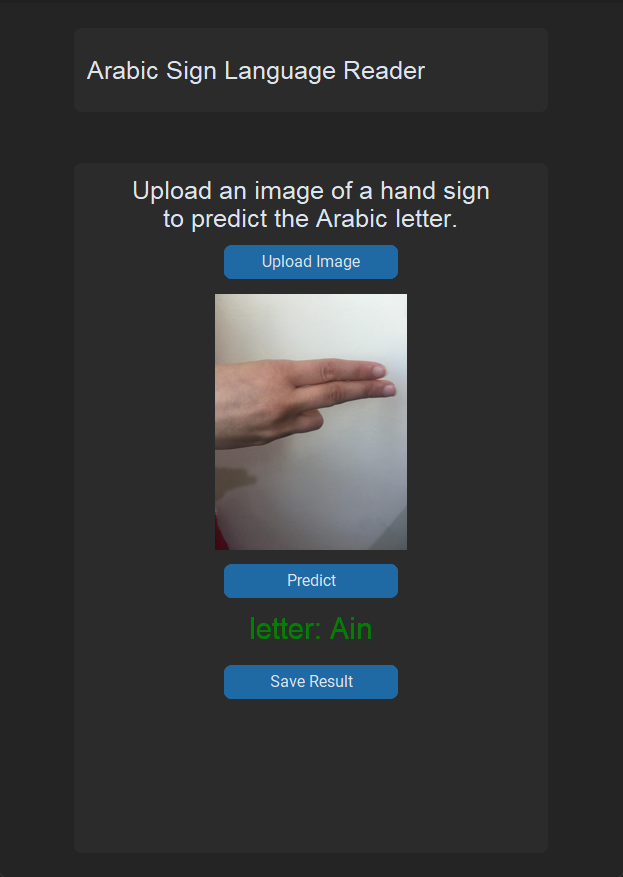 Arabic Sign Language Reader
Upload an image of a hand sign
to predict the Arabic letter.
Upload Image
Predict
letter: Ain
Save Result